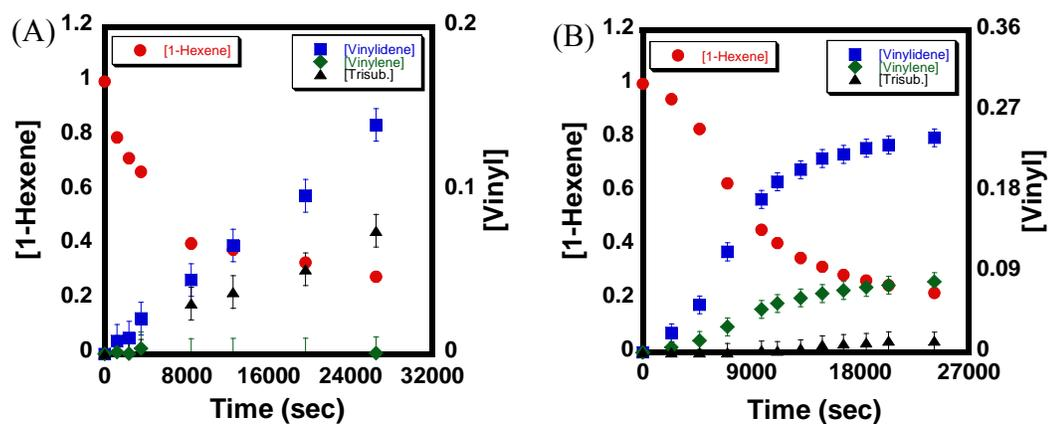 (A)
1.2
1
0.8
0.6
0.4
0.2
0
[1-Hexene]
[1-Hexene]
[Vinylidene]
[Vinylene]
[Trisub.]
0.2
0.1
0
[Vinyl]
0 8000 16000 24000 32000
Time (sec)
(B)
1.2
1
0.8
0.6
0.4
0.2
0
[1-Hexene]
[1-Hexene]
[Vinylidene]
[Vinylene]
[Trisub.]
0.36
0.27
0.18
0.09
0
[Vinyl]
0 9000 18000 27000
Time (sec)